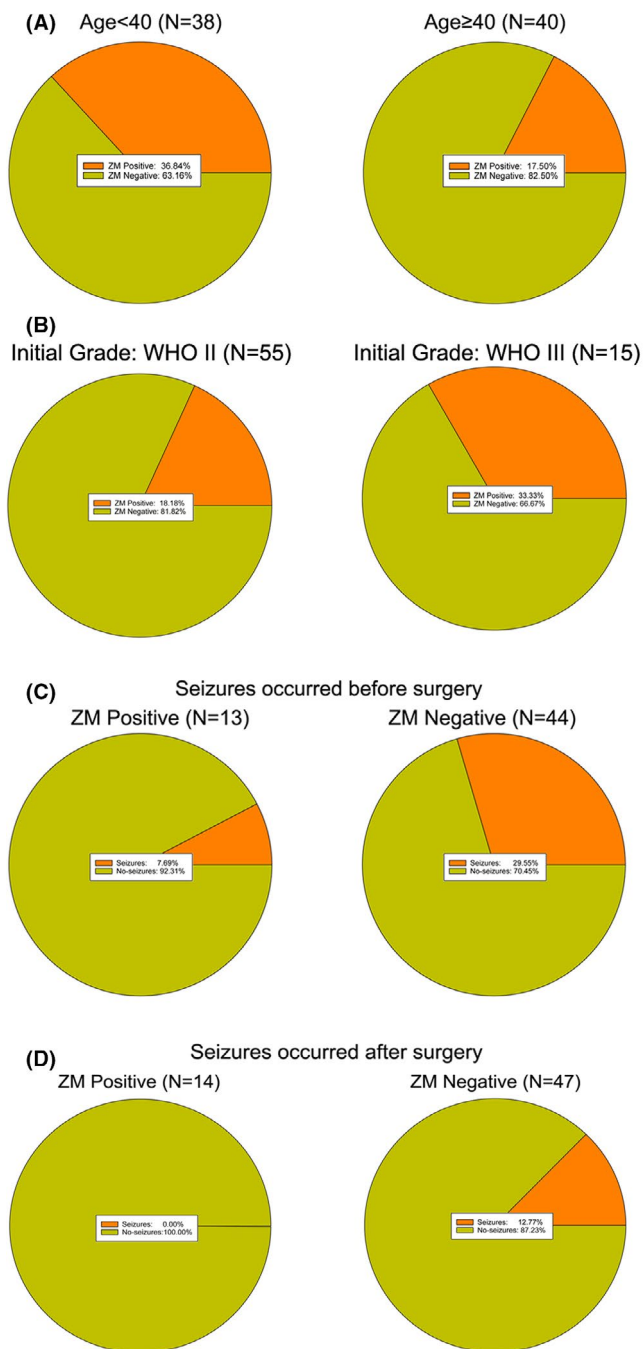 (A) Age<40 (N=38) Age≥40 (N=40)
ZM Positive: 36.84%
ZM Negative: 63.16%
ZM Positive: 17.50%
ZM Negative: 82.50%
(B)
Initial Grade: WHO II (N=55) Initial Grade: WHO III (N=15)
ZM Positive: 18.18%
ZM Negative: 81.82%
ZM Positive: 33.33%
ZM Negative: 66.67%
(C) Seizures occurred before surgery
ZM Positive (N=13) ZM Negative (N=44)
Seizures: 7.69%
No-seizures: 92.31%
Seizures: 29.55%
No-seizures: 70.45%
(D) Seizures occurred after surgery
ZM Positive (N=14) ZM Negative (N=47)
Seizures: 0.00%
No-seizures:100.00%
Seizures: 12.77%
No-seizures: 87.23%